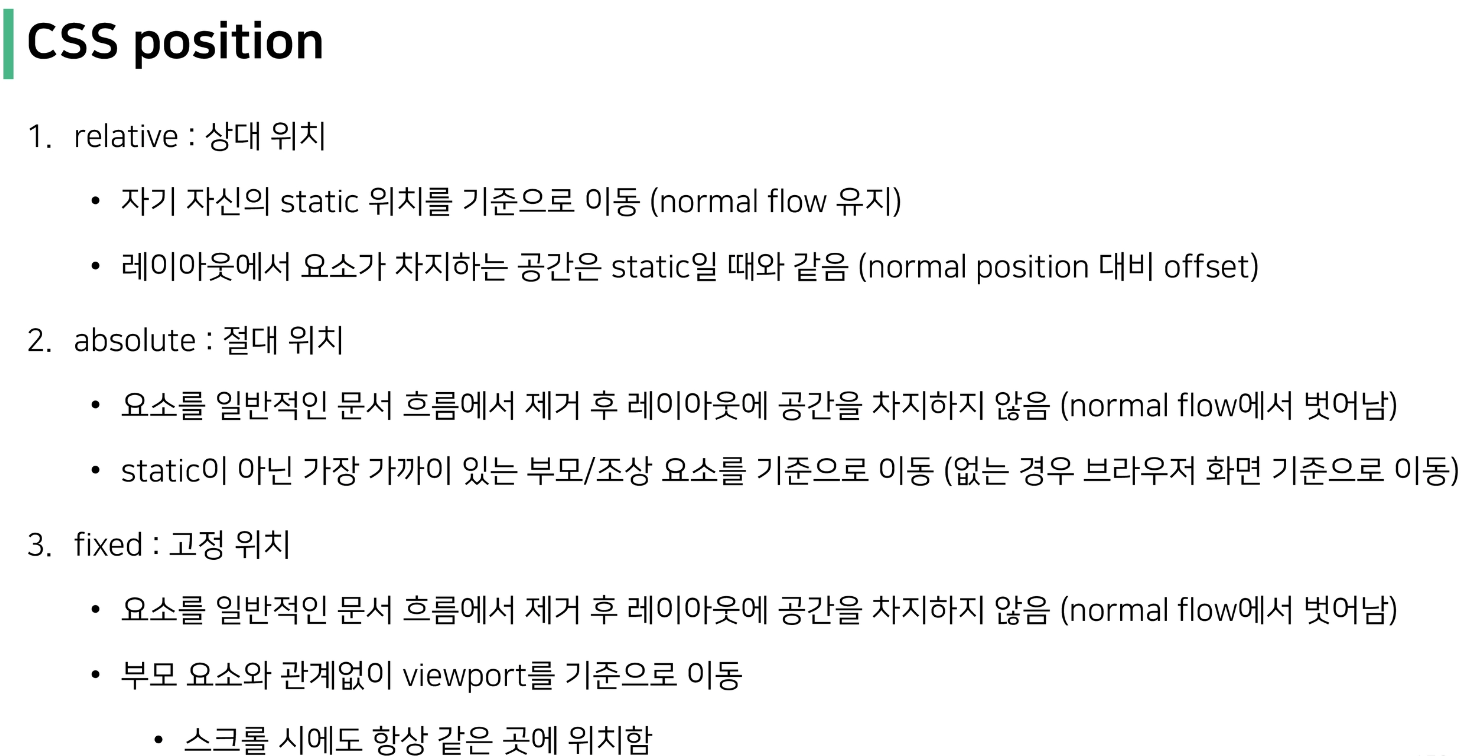 CSS position
1. relative : 상대 위치
• 자기 자신의 static 위치를 기준으로 이동 (normal flow 유지)
• 레이아웃에서 요소가 차지하는 공간은 static일 때와 같음 (normal position 대비 offset)
2. absolute : 절대 위치
• 요소를 일반적인 문서 흐름에서 제거 후 레이아웃에 공간을 차지하지 않음 (normal flow에서 벗어남)
• static이 아닌 가장 가까이 있는 부모/조상 요소를 기준으로 이동 (없는 경우 브라우저 화면 기준으로 이동)
3. fixed : 고정 위치
• 요소를 일반적인 문서 흐름에서 제거 후 레이아웃에 공간을 차지하지 않음 (normal flow에서 벗어남)
• 부모 요소와 관계없이 viewport를 기준으로 이동
• 스크롤 시에도 항상 같은 곳에 위치함